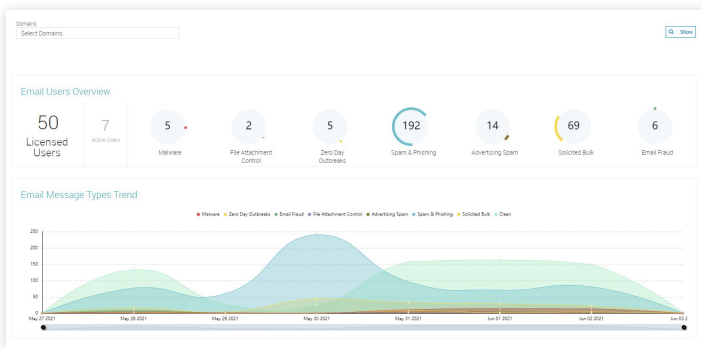 Domains
Select Domains
Show
Email Users Overview
50
Licensed
Users
7
Active Users
5
Malware
2
File Attachment
Control
5
Zero Day
Outbreaks
192
Spam & Phishing
14
Advertising Spam
69
Solicited Bulk
6
Email Fraud
Email Message Types Trend
Malware Zero Day Outbreaks Email Fraud File Attachment Control Advertising Spam Spam & Phishing Solicited Bulk Clean
250
200
150
100
50
0
May 27 2021 May 28 2021 May 29 2021 May 30 2021 May 31 2021 Jun 01 2021 Jun 02 2021 Jun 03 2